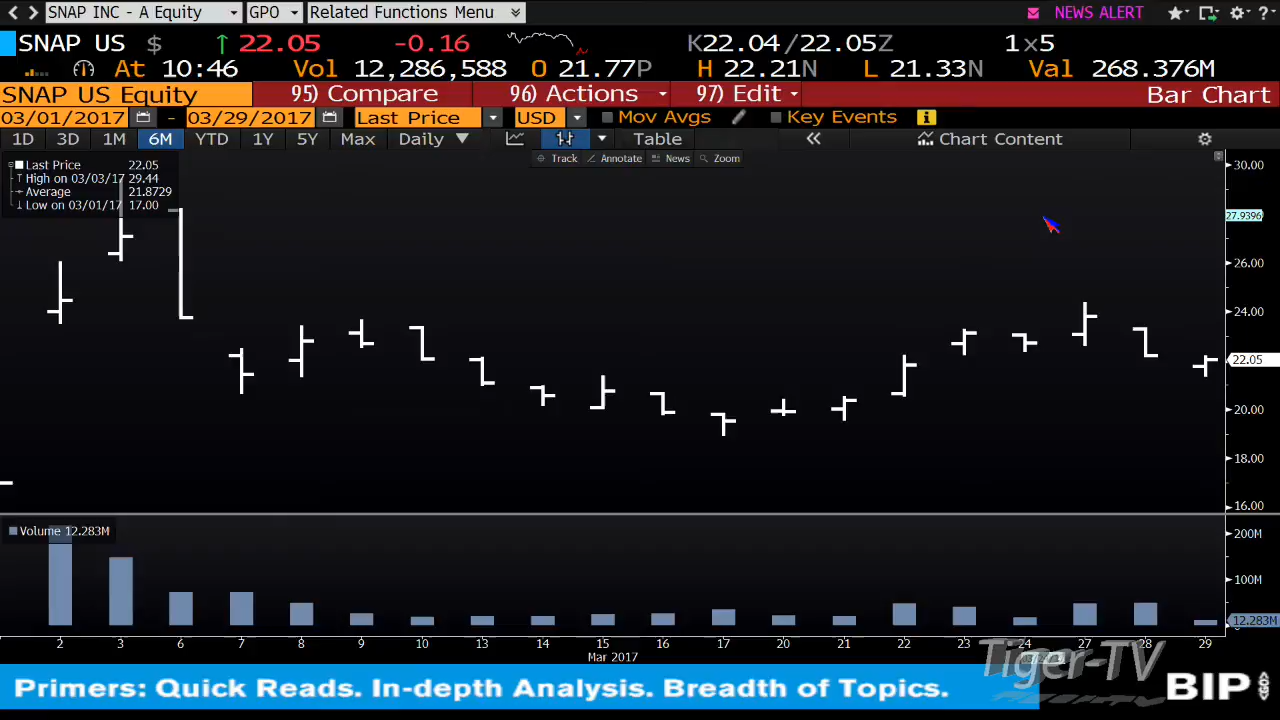 SNAP INC - A Equity GPO Related Functions Menu NEWS ALERT
SNAP US $ ↑ 22.05 -0.16 K22.04/22.05Z 1x5
At 10:46 Vol 12,286,588 O 21.77P H 22.21N L 21.33N Val 268.376M
SNAP US Equity 95) Compare 96) Actions 97) Edit Bar Chart
03/01/2017 - 03/29/2017 Last Price USD Mov Avgs Key Events
1D 3D 1M 6M YTD 1Y 5Y Max Daily Table Chart Content
Track Annotate News Zoom
Last Price 22.05
High on 03/03/17 29.44
Average 21.8729
Low on 03/01/17 17.00
30.00
27.9396
26.00
24.00
22.05
20.00
18.00
16.00
Volume 12.283M
200M
100M
12.283M
0
2 3 6 7 8 9 10 13 14 15 16 17 20 21 22 23 24 27 28 29
Mar 2017
Tiger-TV
Primers: Quick Reads. In-depth Analysis. Breadth of Topics.
BIP GO